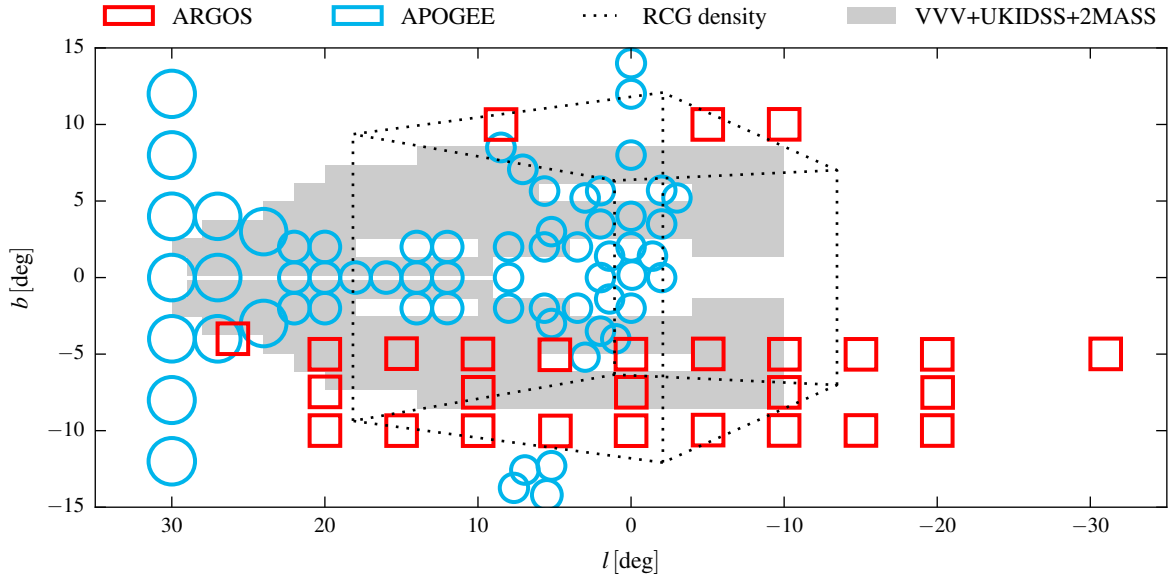 ARGOS APOGEE RCG density VVV+UKIDSS+2MASS
15
10
5
0
−5
−10
−15
b [deg]
30 20 10 0 −10 −20 −30
l [deg]